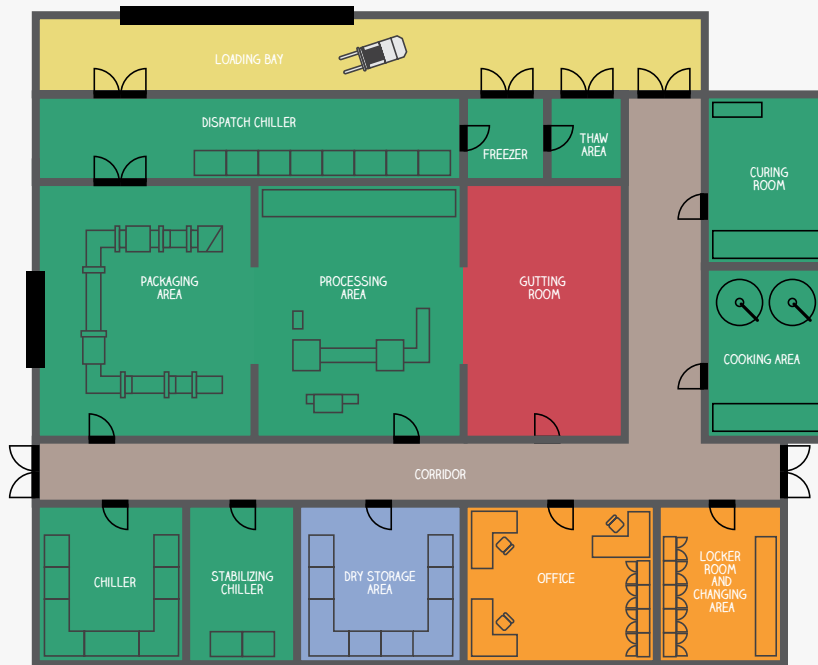 LOADING BAY
DISPATCH CHILLER
FREEZER
THAW
AREA
CURING
ROOM
PACKAGING
AREA
PROCESSING
AREA
GUTTING
ROOM
COOKING AREA
CORRIDOR
CHILLER
STABILIZING
CHILLER
DRY STORAGE
AREA
OFFICE
LOCKER
ROOM
AND
CHANGING
AREA